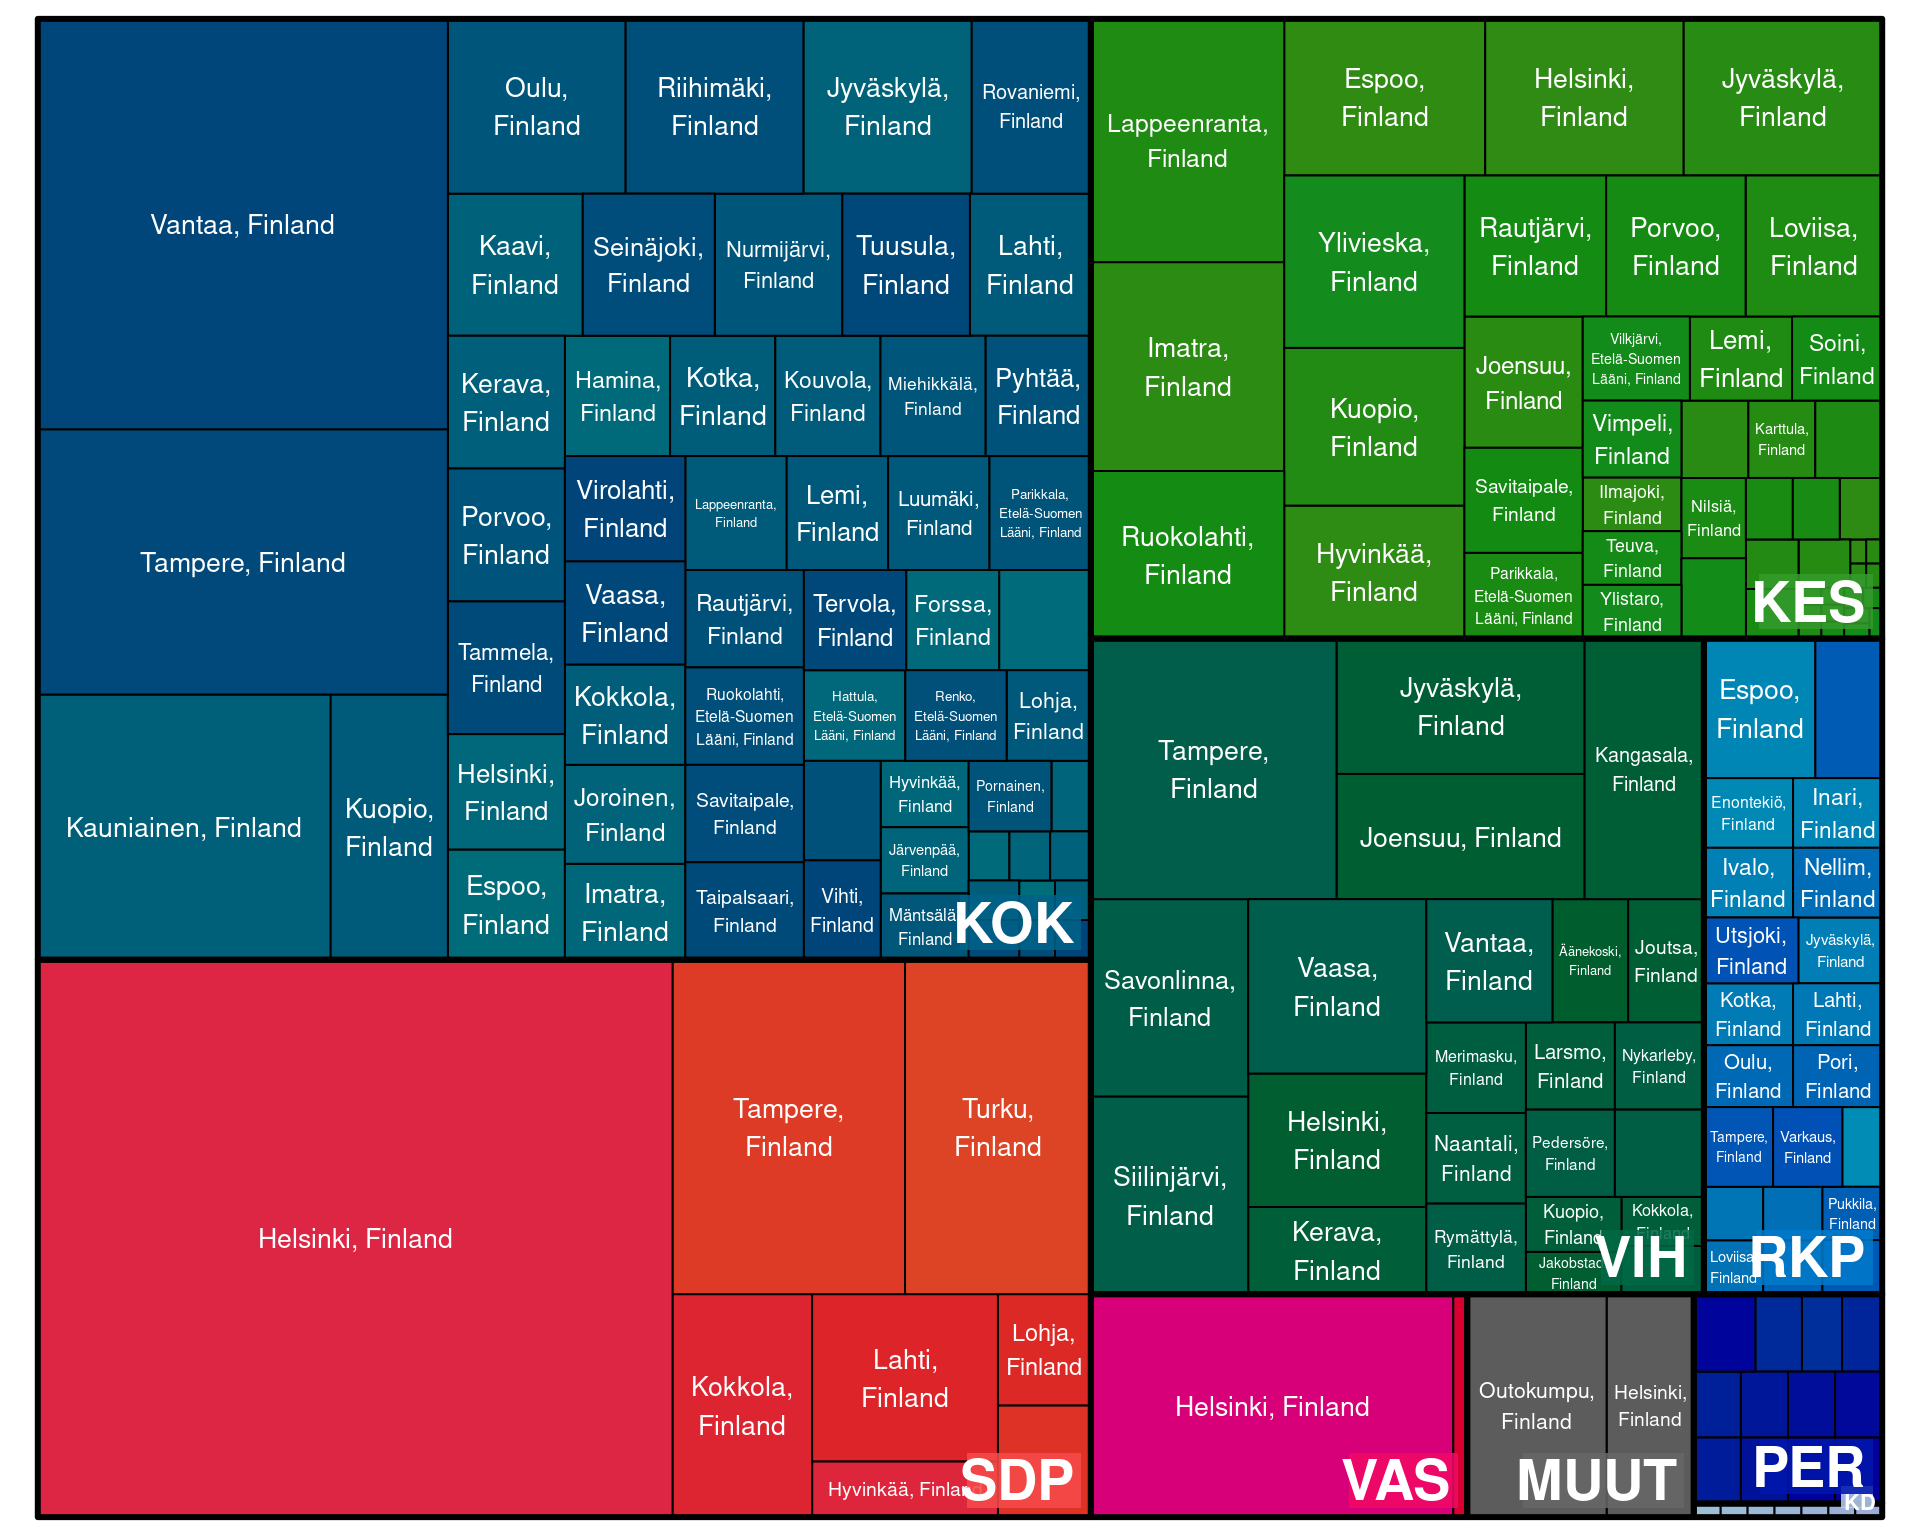 Vantaa, Finland
Tampere, Finland
Kauniainen, Finland
Kuopio,
Finland
Oulu,
Finland
Riihimäki,
Finland
Jyväskylä,
Finland
Rovaniemi,
Finland
Kaavi,
Finland
Seinäjoki,
Finland
Nurmijärvi,
Finland
Tuusula,
Finland
Lahti,
Finland
Kerava,
Finland
Porvoo,
Finland
Tammela,
Finland
Helsinki,
Finland
Espoo,
Finland
Hamina,
Finland
Kotka,
Finland
Kouvola,
Finland
Miehikkälä,
Finland
Pyhtää,
Finland
Virolahti,
Finland
Vaasa,
Finland
Kokkola,
Finland
Joroinen,
Finland
Imatra,
Finland
Lappeenranta,
Finland
Lemi,
Finland
Luumäki,
Finland
Parikkala,
Etelä-Suomen
Lääni, Finland
Rautjärvi,
Finland
Ruokolahti,
Etelä-Suomen
Lääni, Finland
Savitaipale,
Finland
Taipalsaari,
Finland
Tervola,
Finland
Forssa,
Finland
Hattula,
Etelä-Suomen
Lääni, Finland
Renko,
Etelä-Suomen
Lääni, Finland
Lohja,
Finland
Vihti,
Finland
Hyvinkää,
Finland
Järvenpää,
Finland
Mäntsälä
Finland
Pornainen,
Finland
KOK
Helsinki, Finland
Tampere,
Finland
Turku,
Finland
Kokkola,
Finland
Lahti,
Finland
Hyvinkää, Finland
Lohja,
Finland
SDP
Lappeenranta,
Finland
Imatra,
Finland
Ruokolahti,
Finland
Espoo,
Finland
Helsinki,
Finland
Jyväskylä,
Finland
Ylivieska,
Finland
Kuopio,
Finland
Hyvinkää,
Finland
Rautjärvi,
Finland
Porvoo,
Finland
Loviisa,
Finland
Joensuu,
Finland
Savitaipale,
Finland
Parikkala,
Etelä-Suomen
Lääni, Finland
Vilkjärvi,
Etelä-Suomen
Lääni, Finland
Lemi,
Finland
Soini,
Finland
Vimpeli,
Finland
Ilmajoki,
Finland
Teuva,
Finland
Ylistaro,
Finland
Karttula,
Finland
Nilsiä,
Finland
KES
Tampere,
Finland
Jyväskylä,
Finland
Joensuu, Finland
Kangasala,
Finland
Savonlinna,
Finland
Siilinjärvi,
Finland
Vaasa,
Finland
Helsinki,
Finland
Kerava,
Finland
Vantaa,
Finland
Äänekoski,
Finland
Joutsa,
Finland
Merimasku,
Finland
Naantali,
Finland
Rymättylä,
Finland
Larsmo,
Finland
Nykarleby,
Finland
Pedersöre,
Finland
Kuopio,
Finland
Jakobstad
Finland
Kokkola,
Finland
VIH
Espoo,
Finland
Enontekiö,
Finland
Inari,
Finland
Ivalo,
Finland
Nellim,
Finland
Utsjoki,
Finland
Jyväskylä,
Finland
Kotka,
Finland
Lahti,
Finland
Oulu,
Finland
Pori,
Finland
Tampere,
Finland
Varkaus,
Finland
Pukkila,
Finland
Loviisa
Finland
RKP
Helsinki, Finland
VAS
Outokumpu,
Finland
Helsinki,
Finland
MUUT
PER
KD